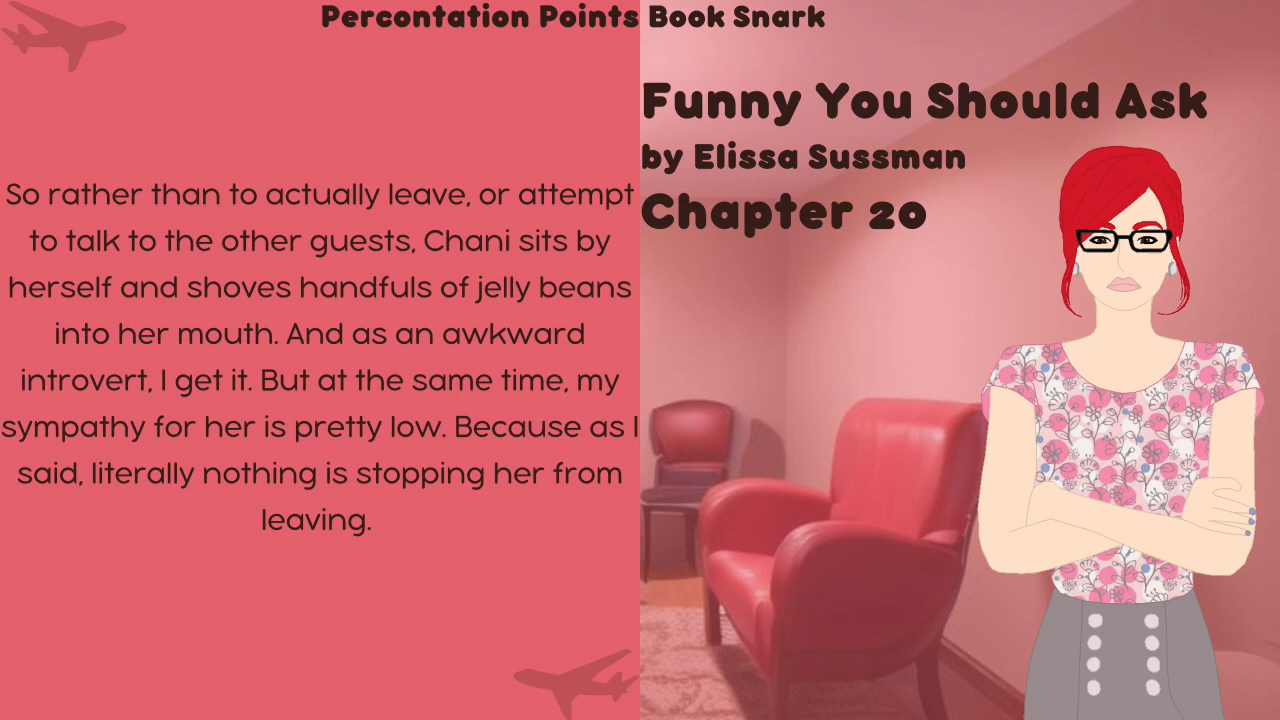 Percontation Points Book Snark
So rather than to actually leave, or attempt
to talk to the other guests, Chani sits by
herself and shoves handfuls of jelly beans
into her mouth. And as an awkward
introvert, I get it. But at the same time, my
sympathy for her is pretty low. Because as I
said, literally nothing is stopping her from
leaving.
Funny You Should Ask
by Elissa Sussman
Chapter 20